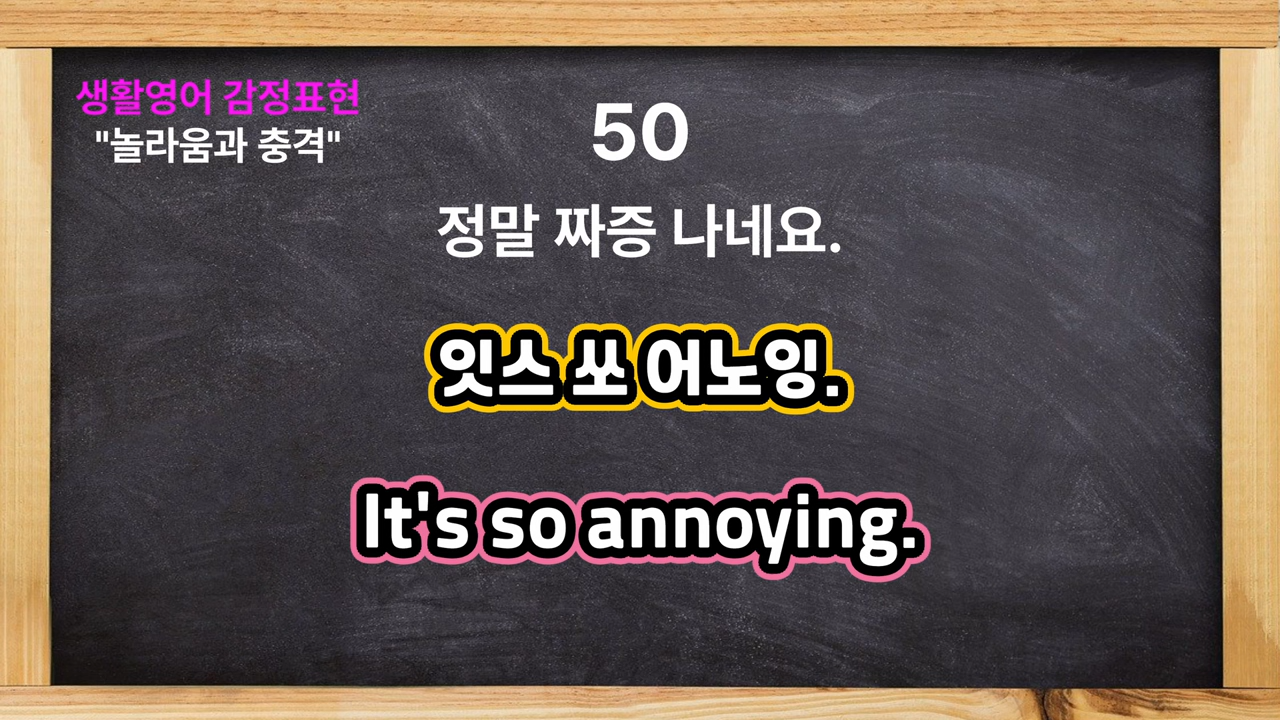 생활영어 감정표현
"놀라움과 충격"
50
정말 짜증 나네요.
잇스 쏘 어노잉.
It's so annoying.